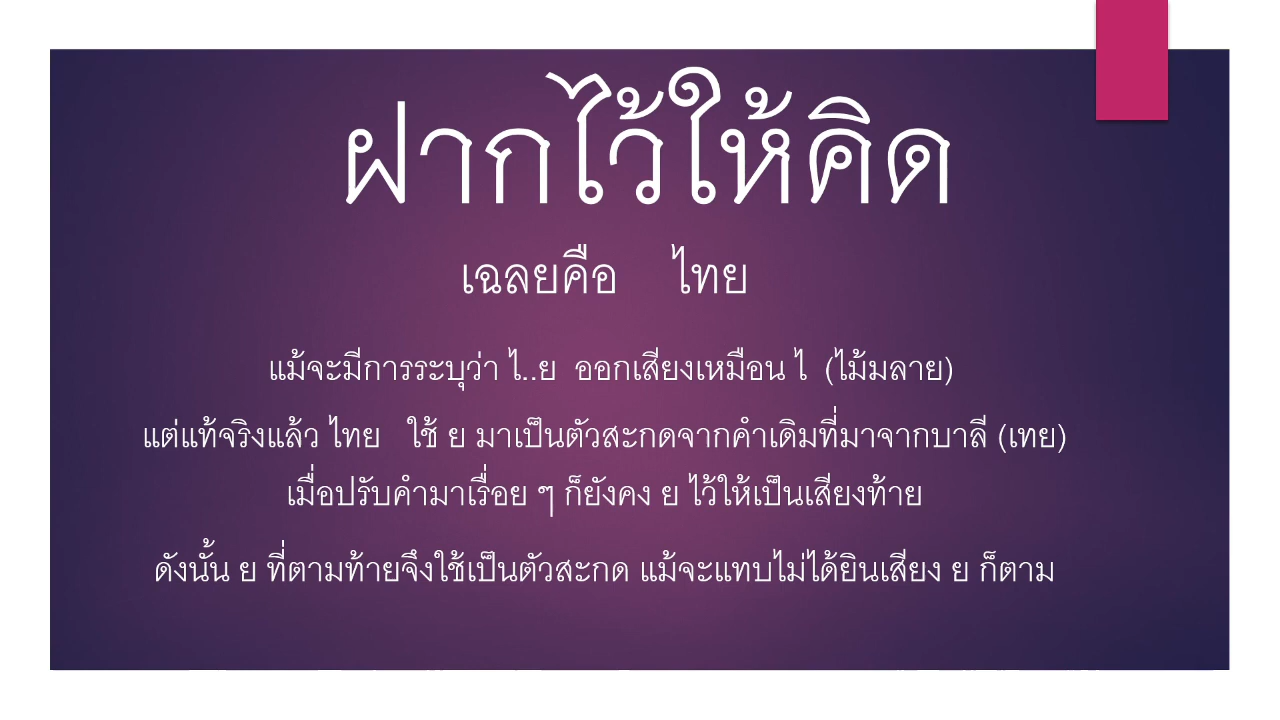 ฝากไว้ให้คิด
เฉลยคือ ไทย
แม้จะมีการระบุว่า ไ..ย ออกเสียงเหมือน ไ (ไม้มลาย)
แต่แท้จริงแล้ว ไทย ใช้ ย มาเป็นตัวสะกดจากคำเดิมที่มาจากบาลี (เทย)
เมื่อปรับคำมาเรื่อย ๆ ก็ยังคง ย ไว้ให้เป็นเสียงท้าย
ดังนั้น ย ที่ตามท้ายจึงใช้เป็นตัวสะกด แม้จะแทบไม่ได้ยินเสียง ย ก็ตาม